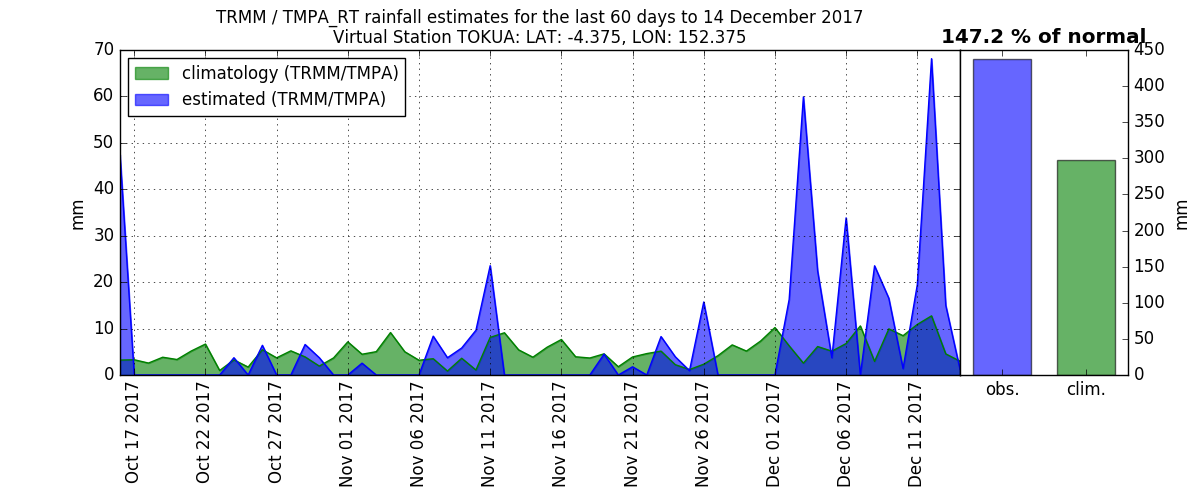 TRMM / TMPA_RT rainfall estimates for the last 60 days to 14 December 2017
Virtual Station TOKUA: LAT: -4.375, LON: 152.375
147.2 % of normal
climatology (TRMM/TMPA)
estimated (TRMM/TMPA)
70
60
50
40
30
20
10
0
mm
Oct 17 2017
Oct 22 2017
Oct 27 2017
Nov 01 2017
Nov 06 2017
Nov 11 2017
Nov 16 2017
Nov 21 2017
Nov 26 2017
Dec 01 2017
Dec 06 2017
Dec 11 2017
obs.
clim.
450
400
350
300
250
200
150
100
50
0
mm